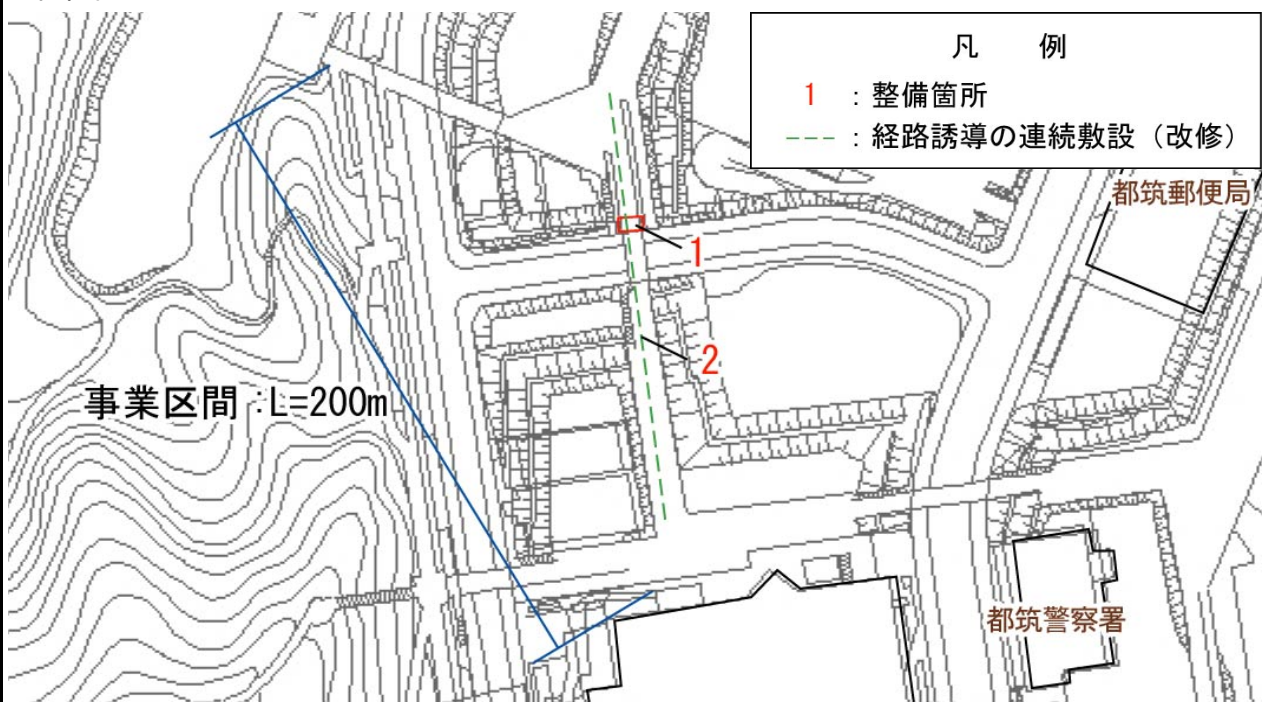 凡 例
1 : 整備箇所
--- : 経路誘導の連続敷設（改修）
都筑郵便局
1
2
事業区間 : L=200m
都筑警察署